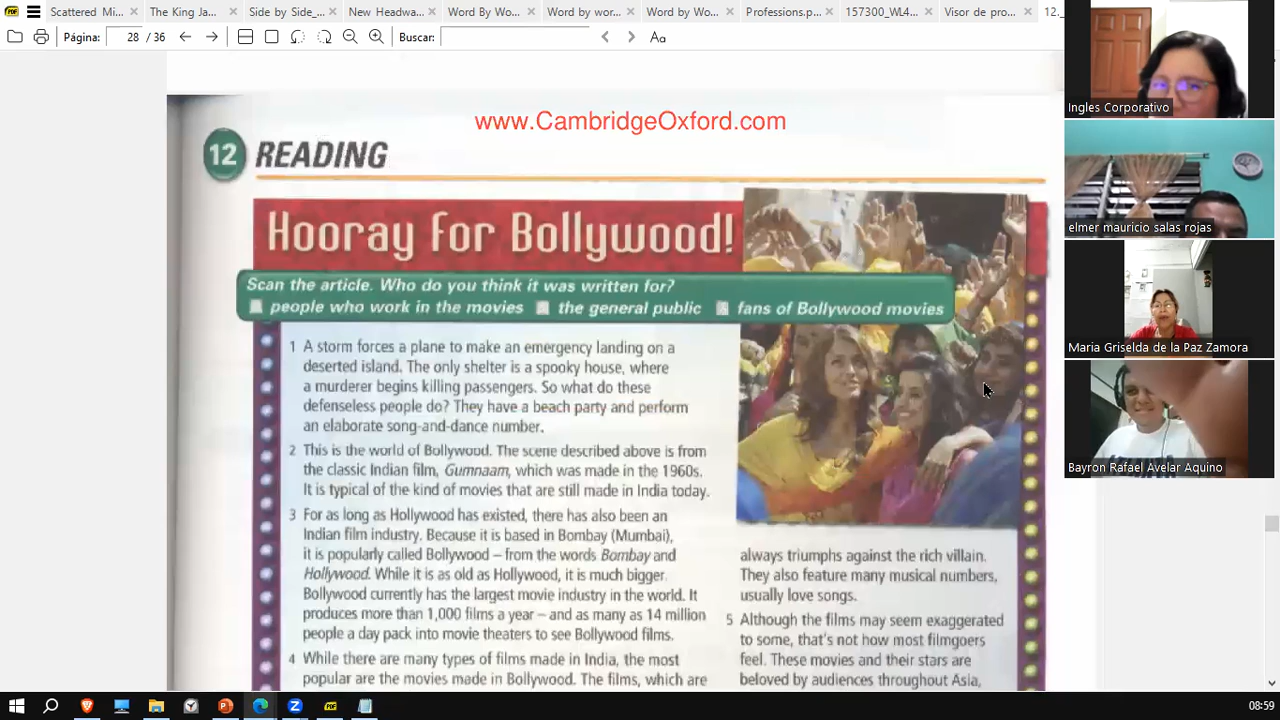 Scattered Mi...
The King Ja...
Side by Side_...
New Headwa...
Word By Wo...
Word by wor...
Word by Wo...
Professions.p...
157300_WL4...
Visor de pro...
12._
Página:
28 / 36
Buscar:
Aa
www.CambridgeOxford.com
12 READING
Hooray for Bollywood!
Scan the article. Who do you think it was written for?
people who work in the movies the general public fans of Bollywood movies
1 A storm forces a plane to make an emergency landing on a
deserted island. The only shelter is a spooky house, where
a murderer begins killing passengers. So what do these
defenseless people do? They have a beach party and perform
an elaborate song-and-dance number.
2 This is the world of Bollywood. The scene described above is from
the classic Indian film, Gumnaam, which was made in the 1960s.
It is typical of the kind of movies that are still made in India today.
3 For as long as Hollywood has existed, there has also been an
Indian film industry. Because it is based in Bombay (Mumbai),
it is popularly called Bollywood – from the words Bombay and
Hollywood. While it is as old as Hollywood, it is much bigger.
Bollywood currently has the largest movie industry in the world. It
produces more than 1,000 films a year – and as many as 14 million
people a day pack into movie theaters to see Bollywood films.
4 While there are many types of films made in India, the most
popular are the movies made in Bollywood. The films, which are
always triumphs against the rich villain.
They also feature many musical numbers,
usually love songs.
5 Although the films may seem exaggerated
to some, that's not how most filmgoers
feel. These movies and their stars are
beloved by audiences throughout Asia,
Ingles Corporativo
elmer mauricio salas rojas
Maria Griselda de la Paz Zamora
Bayron Rafael Avelar Aquino
08:59